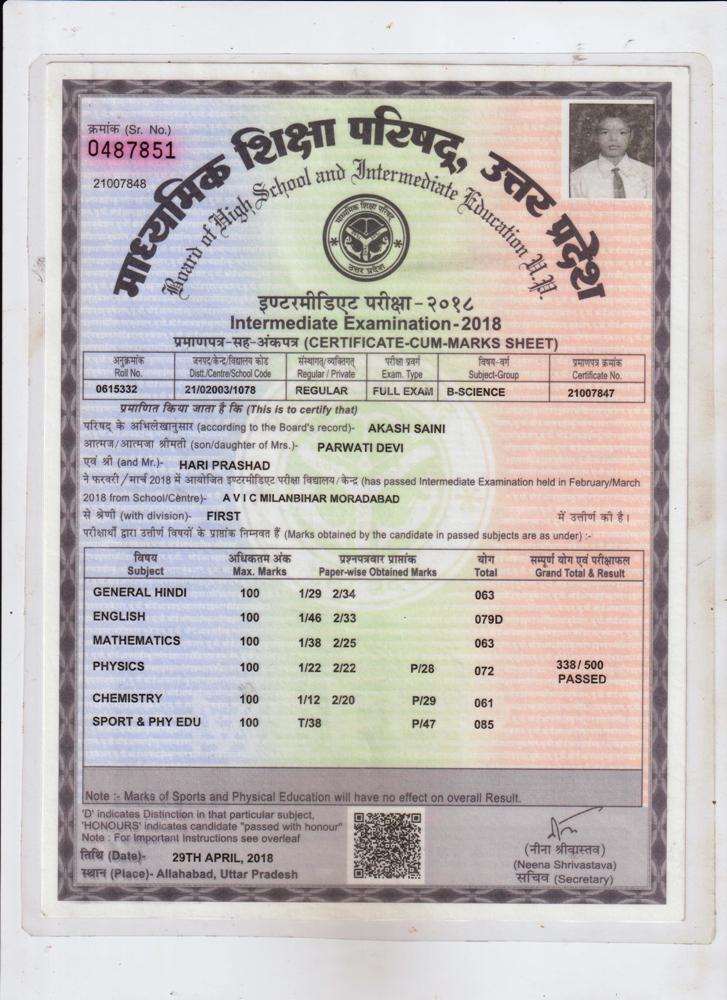 क्रमांक (Sr. No.)
0487851
21007848
माध्यमिक शिक्षा परिषद्, उत्तर प्रदेश
Board of High School and Intermediate Education U.P.
माध्यमिक शिक्षा परिषद
उत्तर प्रदेश
इण्टरमीडिएट परीक्षा-२०१८
Intermediate Examination-2018
प्रमाणपत्र-सह-अंकपत्र (CERTIFICATE-CUM-MARKS SHEET)
अनुक्रमांक जनपद/केन्द्र/विद्यालय कोड संस्थागत/व्यक्तिगत परीक्षा प्रवर्ग विषय-वर्ग प्रमाणपत्र क्रमांक
Roll No. Distt./Centre/School Code Regular / Private Exam. Type Subject-Group Certificate No.
0615332 21/02003/1078 REGULAR FULL EXAM B-SCIENCE 21007847
प्रमाणित किया जाता है कि (This is to certify that)
परिषद के अभिलेखानुसार (according to the Board's record)- AKASH SAINI
आत्मज/आत्मजा श्रीमती (son/daughter of Mrs.)- PARWATI DEVI
एवं श्री (and Mr.)- HARI PRASHAD
ने फरवरी/मार्च 2018 में आयोजित इण्टरमीडिएट परीक्षा विद्यालय/केन्द्र (has passed Intermediate Examination held in February/March
2018 from School/Centre)- A V I C MILANBIHAR MORADABAD
से श्रेणी (with division)- FIRST में उत्तीर्ण की है।
परीक्षार्थी द्वारा उत्तीर्ण विषयों के प्राप्तांक निम्नवत हैं (Marks obtained by the candidate in passed subjects are as under) :-
विषय अधिकतम अंक प्रश्नपत्रवार प्राप्तांक योग सम्पूर्ण योग एवं परीक्षाफल
Subject Max. Marks Paper-wise Obtained Marks Total Grand Total & Result
GENERAL HINDI 100 1/29 2/34 063
ENGLISH 100 1/46 2/33 079D
MATHEMATICS 100 1/38 2/25 063
PHYSICS 100 1/22 2/22 P/28 072 338/500
PASSED
CHEMISTRY 100 1/12 2/20 P/29 061
SPORT & PHY EDU 100 T/38 P/47 085
Note :- Marks of Sports and Physical Education will have no effect on overall Result.
'D' indicates Distinction in that particular subject,
'HONOURS' indicates candidate "passed with honour"
Note : For Important Instructions see overleaf
तिथि (Date)- 29TH APRIL, 2018
स्थान (Place)- Allahabad, Uttar Pradesh
(नीना श्रीवास्तव)
(Neena Shrivastava)
सचिव (Secretary)